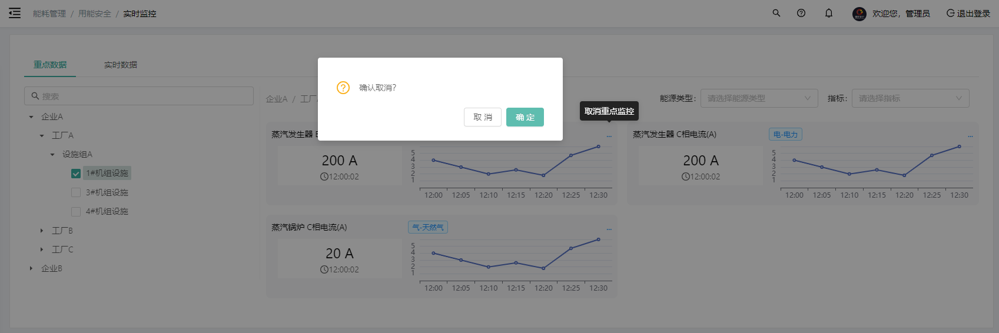 能耗管理 / 用能安全 / 实时监控
欢迎您，管理员
退出登录
重点数据
实时数据
搜索
企业A
工厂A
设施组A
1#机组设施
3#机组设施
4#机组设施
工厂B
工厂C
企业B
确认取消?
取 消
确 定
企业A / 工厂
能源类型:
请选择能源类型
指标:
请选择指标
取消重点监控
蒸汽发生器
...
200 A
12:00:02
5
4
3
2
1
12:00 12:05 12:10 12:15 12:20 12:25 12:30
蒸汽发生器 C相电流(A)
电-电力
...
200 A
12:00:02
5
4
3
2
1
12:00 12:05 12:10 12:15 12:20 12:25 12:30
蒸汽锅炉 C相电流(A)
气-天然气
...
20 A
12:00:02
5
4
3
2
1
12:00 12:05 12:10 12:15 12:20 12:25 12:30